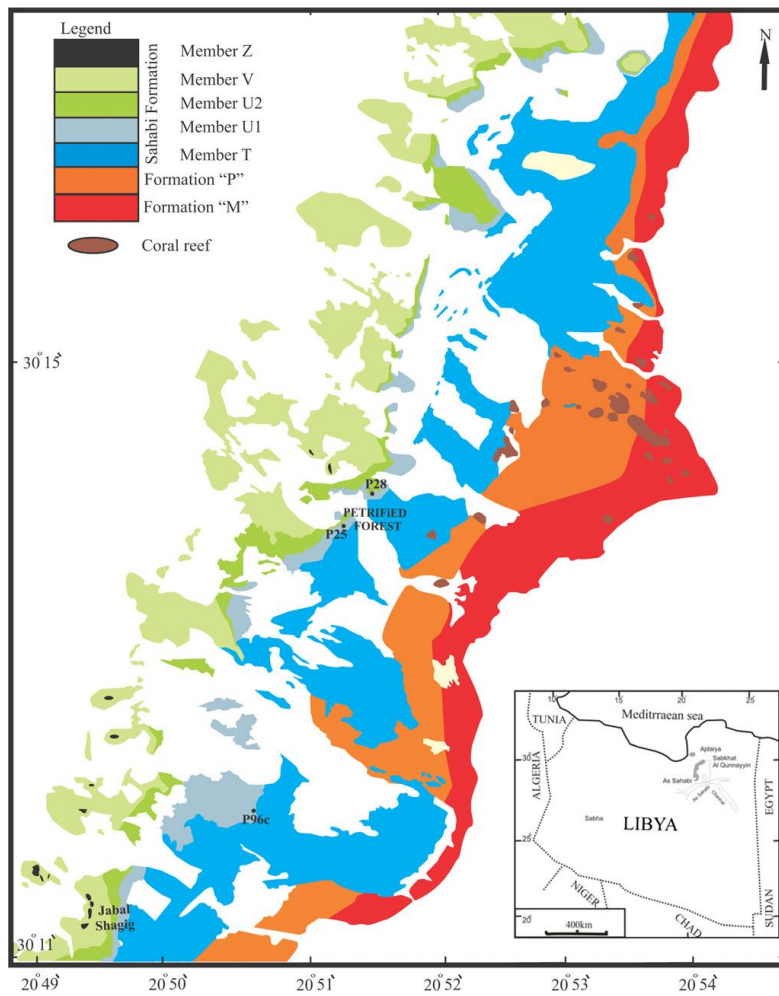 Legend
Sahabi Formation
Member Z
Member V
Member U2
Member U1
Member T
Formation “P”
Formation “M”
Coral reef
N
30°15
P28
PETRIFiED
FOREST
P25
P96c
Jabal
Shagig
30°11
20°49
20°50
20°51
20°52
20°53
20°54
10
15
20
25
TUNIA
Meditrraean sea
30
Ajdaiya
Sabkhat
Al Qunnayyin
As Sahabi
As Sahabi Channel
ALGERIA
EGYPT
Sabha
LIBYA
25
NIGER
CHAD
SUDAN
20
400km